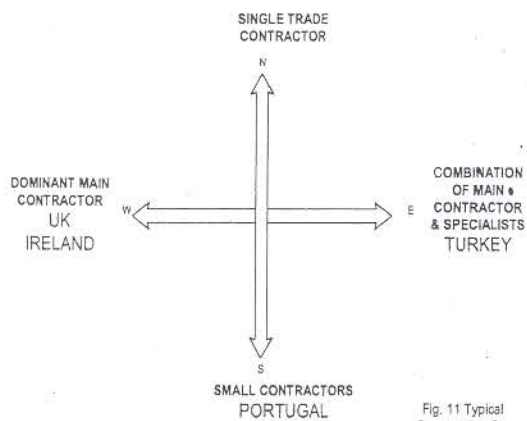 SINGLE TRADE
CONTRACTOR
N
DOMINANT MAIN
CONTRACTOR
UK
IRELAND
W
E
COMBINATION
OF MAIN
CONTRACTOR
& SPECIALISTS
TURKEY
S
SMALL CONTRACTORS
PORTUGAL
Fig. 11 Typical